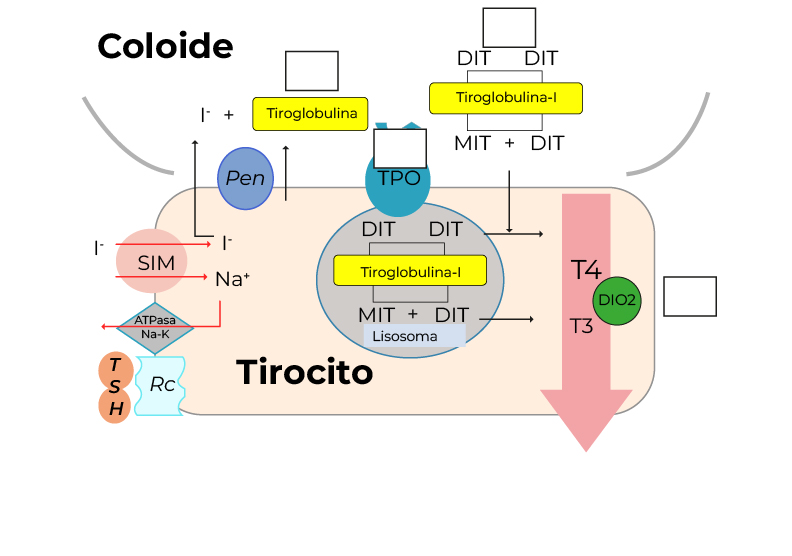 Coloide
DIT DIT
Tiroglobulina-I
MIT + DIT
I- + Tiroglobulina
Pen
TPO
I-
SIM
I-
Na+
ATPasa
Na-K
T
S
H
Rc
DIT DIT
Tiroglobulina-I
MIT + DIT
Lisosoma
Tirocito
T4
DIO2
T3